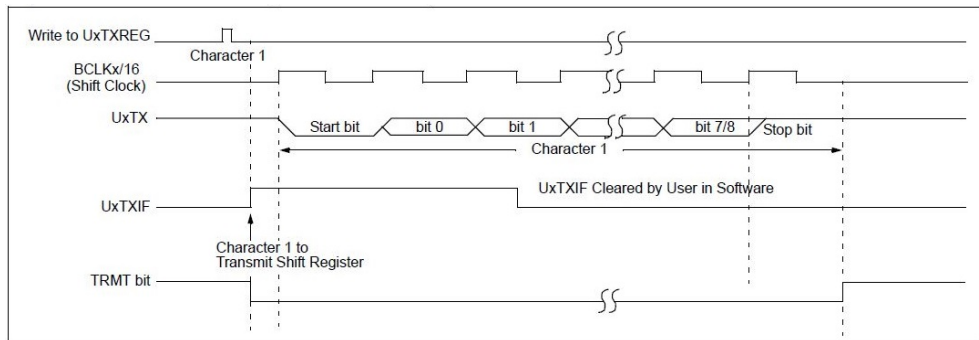 Write to UxTXREG
Character 1
BCLKx/16
(Shift Clock)
UxTX
Start bit
bit 0
bit 1
bit 7/8
Stop bit
Character 1
UxTXIF
UxTXIF Cleared by User in Software
Character 1 to
Transmit Shift Register
TRMT bit